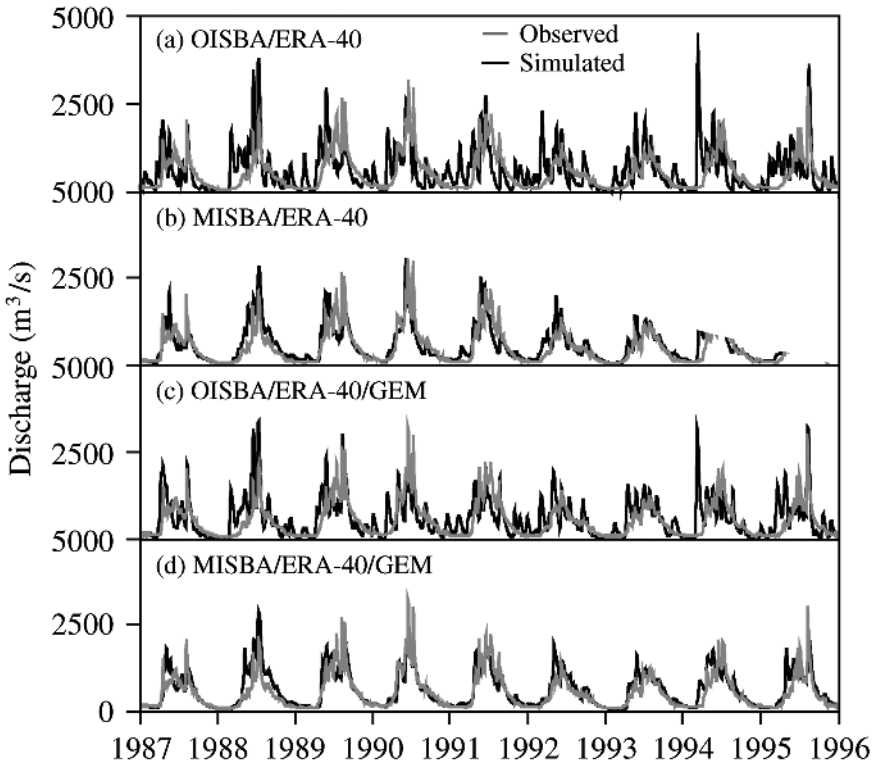 5000
(a) OISBA/ERA-40
Observed
Simulated
2500
5000
(b) MISBA/ERA-40
2500
5000
(c) OISBA/ERA-40/GEM
2500
5000
(d) MISBA/ERA-40/GEM
2500
0
Discharge (m³/s)
1987 1988 1989 1990 1991 1992 1993 1994 1995 1996